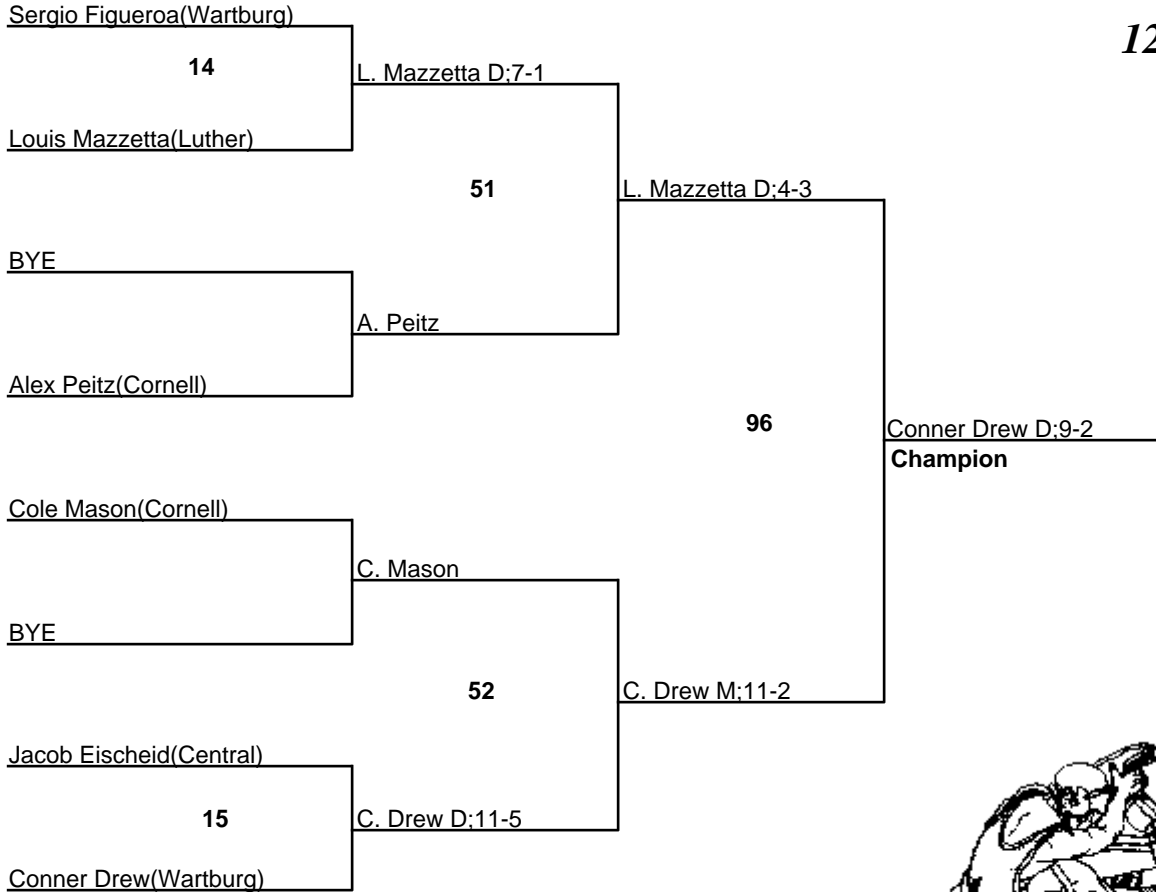 Sergio Figueroa(Wartburg)
12
14
L. Mazzetta D;7-1
Louis Mazzetta(Luther)
51
L. Mazzetta D;4-3
BYE
A. Peitz
Alex Peitz(Cornell)
96
Conner Drew D;9-2
Champion
Cole Mason(Cornell)
C. Mason
BYE
52
C. Drew M;11-2
Jacob Eischeid(Central)
15
C. Drew D;11-5
Conner Drew(Wartburg)